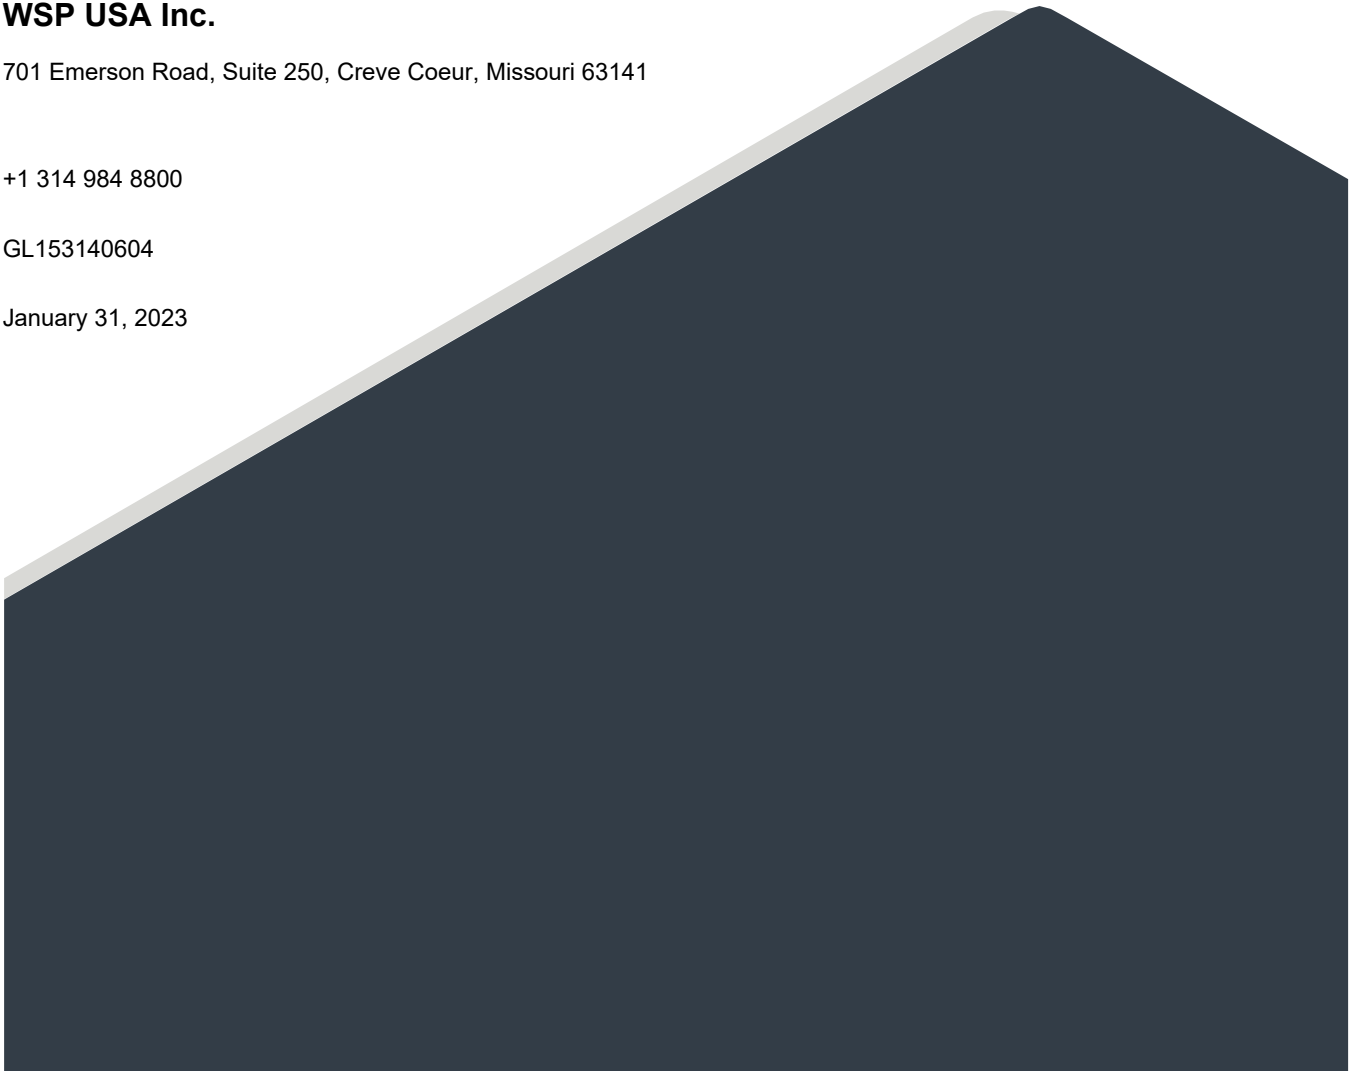 WSP USA Inc.
701 Emerson Road, Suite 250, Creve Coeur, Missouri 63141
+1 314 984 8800
GL153140604
January 31, 2023